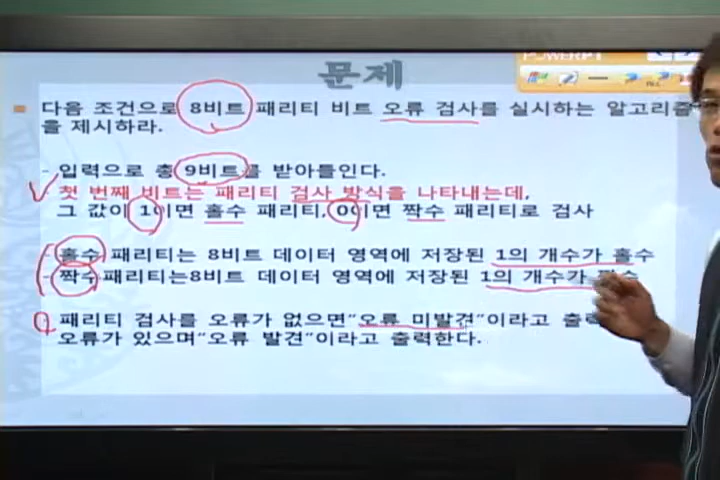 문제
다음 조건으로 8비트 패리티 비트 오류 검사를 실시하는 알고리즘
을 제시하라.
- 입력으로 총 9비트를 받아들인다.
첫 번째 비트는 패리티 검사 방식을 나타내는데,
그 값이 1이면 홀수 패리티, 0이면 짝수 패리티로 검사
- 홀수 패리티는 8비트 데이터 영역에 저장된 1의 개수가 홀수
- 짝수패리티는8비트 데이터 영역에 저장된 1의 개수가 짝수
패리티 검사를 오류가 없으면"오류 미발견"이라고 출력
오류가 있으며"오류 발견"이라고 출력한다.